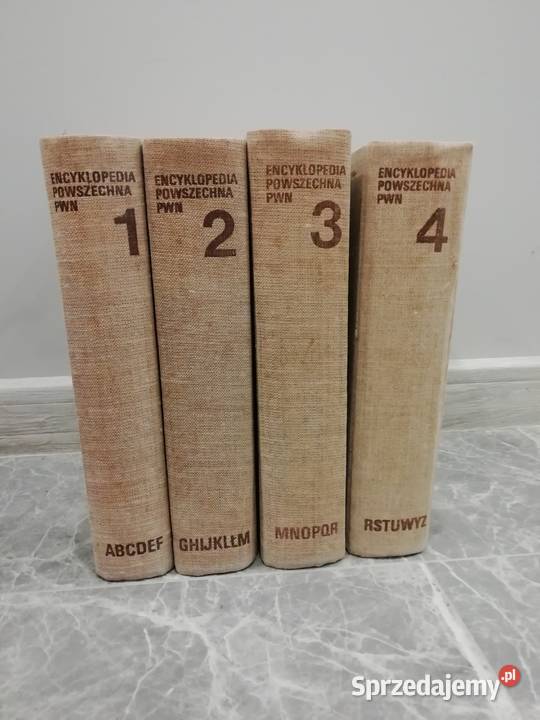 ENCYKLOPEDIA
POWSZECHNA
PWN
1
ABCDEF
ENCYKLOPEDIA
POWSZECHNA
PWN
2
GHIJKLŁM
ENCYKLOPEDIA
POWSZECHNA
PWN
3
MNOPQR
ENCYKLOPEDIA
POWSZECHNA
PWN
4
RSTUWYZ
Sprzedajemy.pl